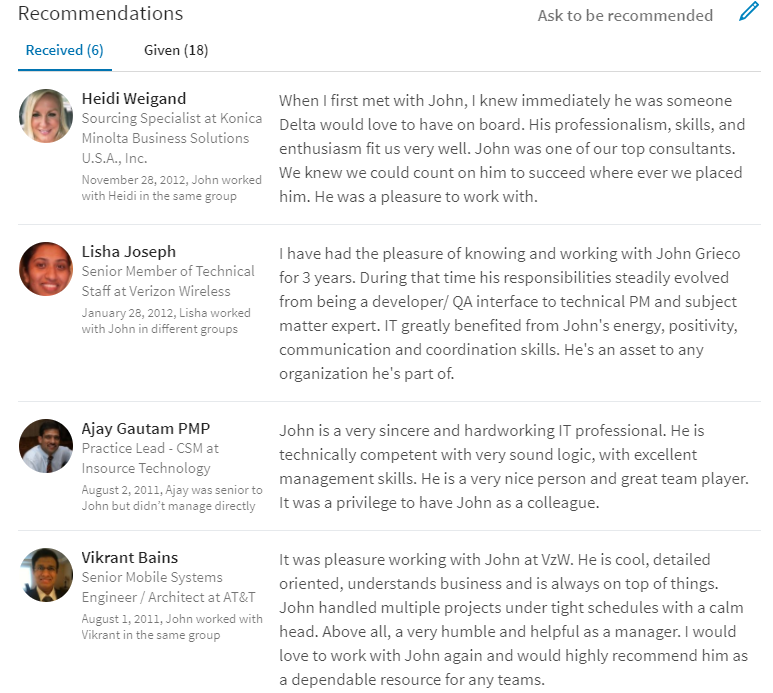 Recommendations
Ask to be recommended
Received (6)
Given (18)
Heidi Weigand
Sourcing Specialist at Konica
Minolta Business Solutions
U.S.A., Inc.
November 28, 2012, John worked
with Heidi in the same group
When I first met with John, I knew immediately he was someone
Delta would love to have on board. His professionalism, skills, and
enthusiasm fit us very well. John was one of our top consultants.
We knew we could count on him to succeed where ever we placed
him. He was a pleasure to work with.
Lisha Joseph
Senior Member of Technical
Staff at Verizon Wireless
January 28, 2012, Lisha worked
with John in different groups
I have had the pleasure of knowing and working with John Grieco
for 3 years. During that time his responsibilities steadily evolved
from being a developer/ QA interface to technical PM and subject
matter expert. IT greatly benefited from John's energy, positivity,
communication and coordination skills. He's an asset to any
organization he's part of.
Ajay Gautam PMP
Practice Lead - CSM at
Insource Technology
August 2, 2011, Ajay was senior to
John but didn't manage directly
John is a very sincere and hardworking IT professional. He is
technically competent with very sound logic, with excellent
management skills. He is a very nice person and great team player.
It was a privilege to have John as a colleague.
Vikrant Bains
Senior Mobile Systems
Engineer / Architect at AT&T
August 1, 2011, John worked with
Vikrant in the same group
It was pleasure working with John at VzW. He is cool, detailed
oriented, understands business and is always on top of things.
John handled multiple projects under tight schedules with a calm
head. Above all, a very humble and helpful as a manager. I would
love to work with John again and would highly recommend him as
a dependable resource for any teams.